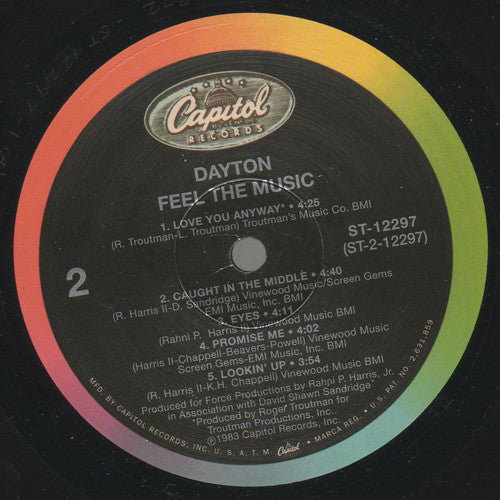 Capitol
RECORDS
DAYTON
FEEL THE MUSIC
1. LOVE YOU ANYWAY* • 4:25
(R. Troutman-L. Troutman) Troutman's Music Co. BMI
ST-12297
(ST-2-12297)
2
2. CAUGHT IN THE MIDDLE • 4:40
(R. Harris II-D. Sandridge) Vinewood Music/Screen Gems
EMI Music, Inc. BMI
3. EYES • 4:11
(Rahni P. Harris II) Vinewood Music BMI
4. PROMISE ME • 4:02
(Harris II-Chappell-Beavers-Powell) Vinewood Music
Screen Gems-EMI Music, Inc. BMI
5. LOOKIN' UP • 3:54
(R. Harris II-K.H. Chappell) Vinewood Music BMI
Produced for Force Productions by Rahni P. Harris, Jr.
in Association with David Shawn Sandridge
*Produced by Roger Troutman for
Troutman Productions, Inc.
℗1983 Capitol Records, Inc.
MFD. BY CAPITOL RECORDS, INC. U.S.A. T.M. Capitol MARCA REG. • U.S. PAT. NO. 2,631,859